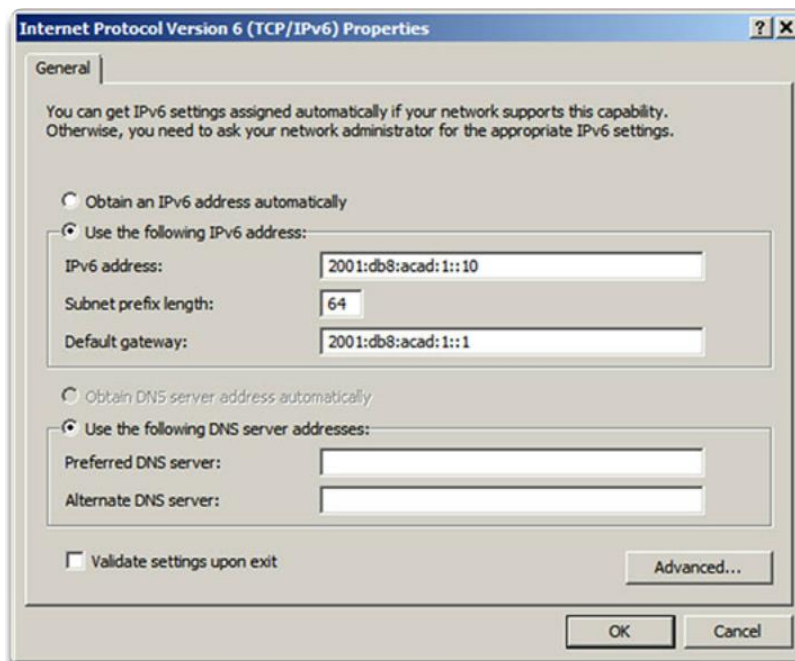 Internet Protocol Version 6 (TCP/IPv6) Properties
General
You can get IPv6 settings assigned automatically if your network supports this capability.
Otherwise, you need to ask your network administrator for the appropriate IPv6 settings.
Obtain an IPv6 address automatically
Use the following IPv6 address:
IPv6 address: 2001:db8:acad:1::10
Subnet prefix length: 64
Default gateway: 2001:db8:acad:1::1
Obtain DNS server address automatically
Use the following DNS server addresses:
Preferred DNS server:
Alternate DNS server:
Validate settings upon exit
Advanced...
OK Cancel